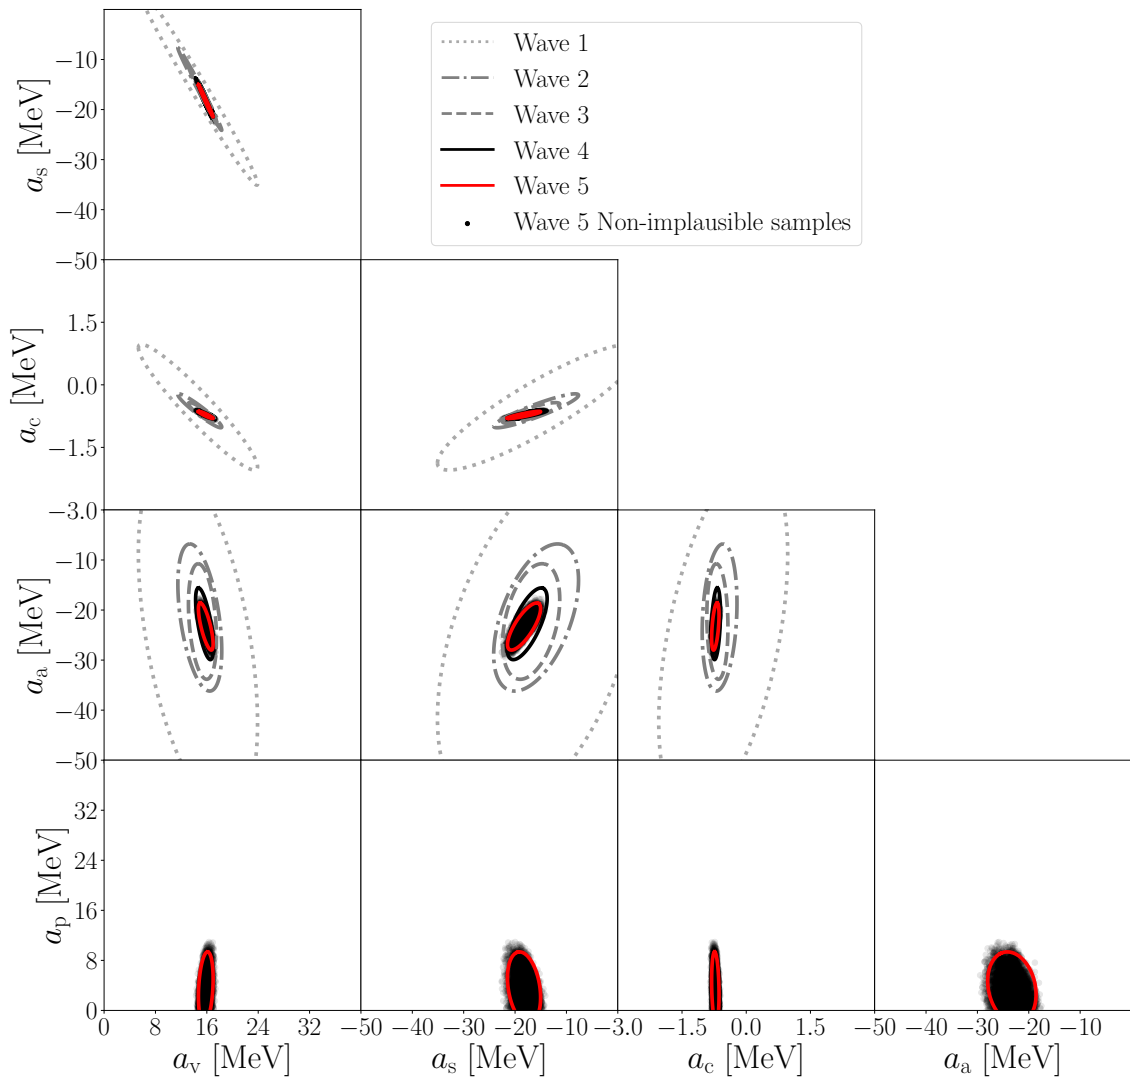 Wave 1
Wave 2
Wave 3
Wave 4
Wave 5
Wave 5 Non-implausible samples
−10
−20
−30
−40
−50
a_s [MeV]
1.5
0.0
−1.5
−3.0
a_c [MeV]
−10
−20
−30
−40
−50
a_a [MeV]
32
24
16
8
0
a_p [MeV]
0 8 16 24 32 −50 −40 −30 −20 −10 −3.0 −1.5 0.0 1.5 −50 −40 −30 −20 −10
a_v [MeV] a_s [MeV] a_c [MeV] a_a [MeV]